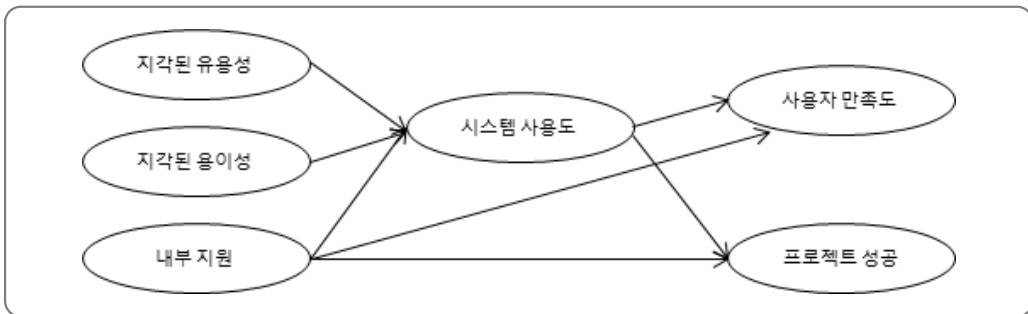 지각된 유용성
사용자 만족도
시스템 사용도
지각된 용이성
내부 지원
프로젝트 성공